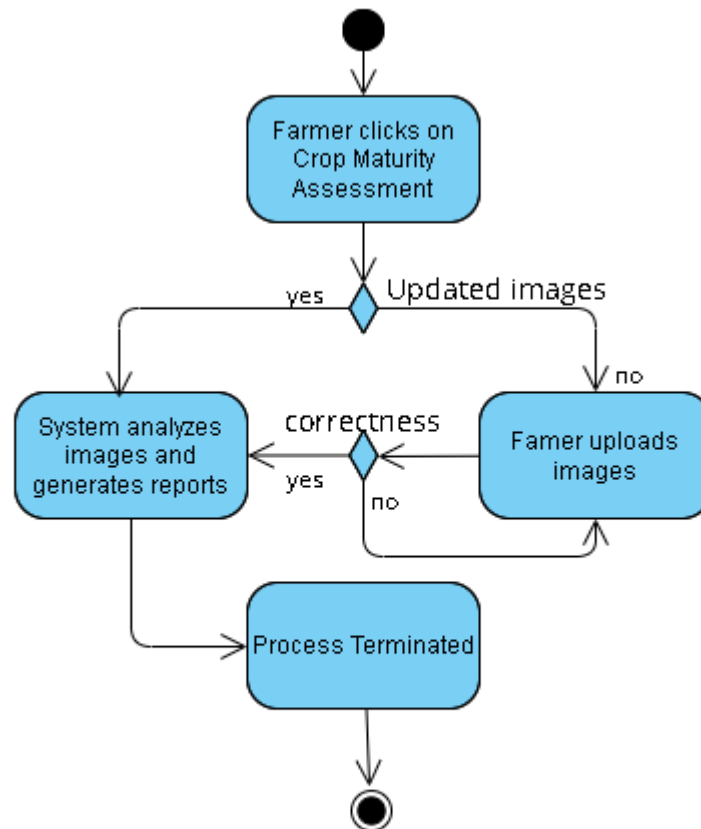 Farmer clicks on
Crop Maturity
Assessment
yes
Updated images
no
System analyzes
images and
generates reports
correctness
yes
no
Famer uploads
images
Process Terminated